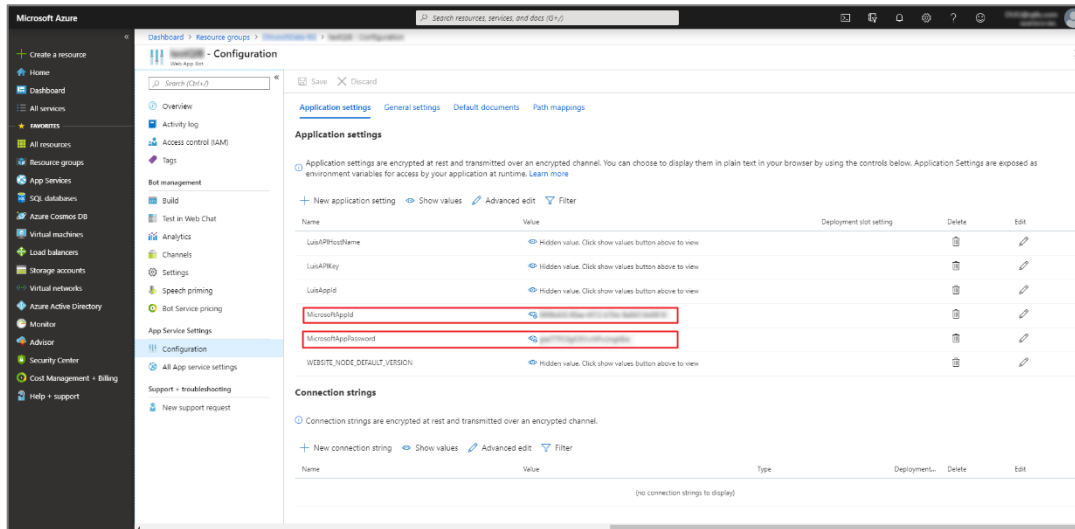 Microsoft Azure
Search resources, services, and docs (G+/)
«
Create a resource
Home
Dashboard
All services
FAVORITES
All resources
Resource groups
App Services
SQL databases
Azure Cosmos DB
Virtual machines
Load balancers
Storage accounts
Virtual networks
Azure Active Directory
Monitor
Advisor
Security Center
Cost Management + Billing
Help + support
Dashboard > Resource groups > > - Configuration
- Configuration
Web App Bot
Search (Ctrl+/)
«
Overview
Activity log
Access control (IAM)
Tags
Bot management
Build
Test in Web Chat
Analytics
Channels
Settings
Speech priming
Bot Service pricing
App Service Settings
Configuration
All App service settings
Support + troubleshooting
New support request
Save Discard
Application settings General settings Default documents Path mappings
Application settings
Application settings are encrypted at rest and transmitted over an encrypted channel. You can choose to display them in plain text in your browser by using the controls below. Application Settings are exposed as
environment variables for access by your application at runtime. Learn more
New application setting Show values Advanced edit Filter
Name Value Deployment slot setting Delete Edit
LuisAPIHostName Hidden value. Click show values button above to view
LuisAPIKey Hidden value. Click show values button above to view
LuisAppId Hidden value. Click show values button above to view
MicrosoftAppId
MicrosoftAppPassword
WEBSITE_NODE_DEFAULT_VERSION Hidden value. Click show values button above to view
Connection strings
Connection strings are encrypted at rest and transmitted over an encrypted channel.
New connection string Show values Advanced edit Filter
Name Value Type Deployment... Delete Edit
(no connection strings to display)